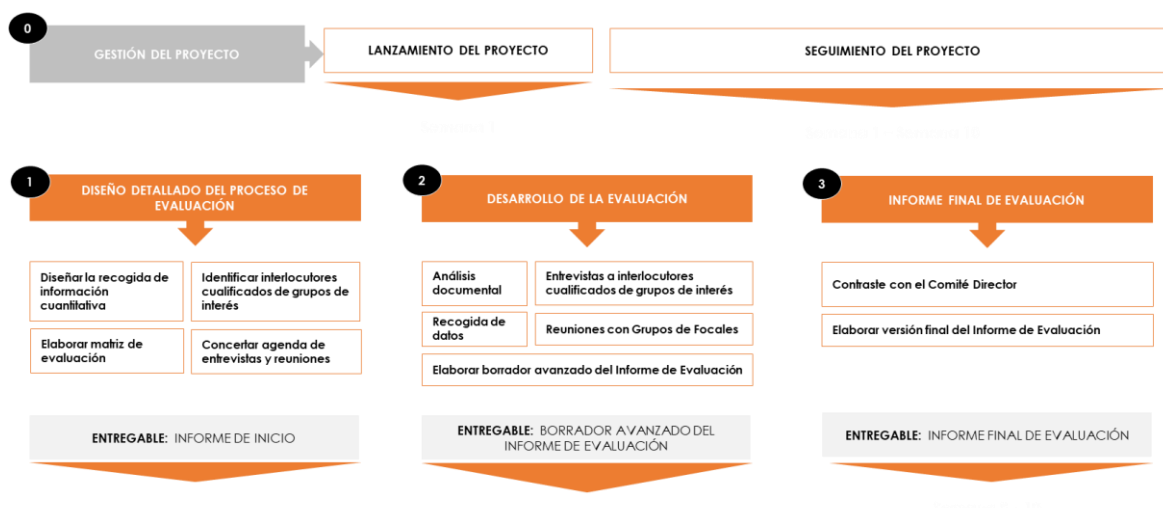 0
GESTIÓN DEL PROYECTO
LANZAMIENTO DEL PROYECTO
SEGUIMIENTO DEL PROYECTO
1
DISEÑO DETALLADO DEL PROCESO DE
EVALUACIÓN
Diseñar la recogida de
información
cuantitativa
Identificar interlocutores
cualificados de grupos de
interés
Elaborar matriz de
evaluación
Concertar agenda de
entrevistas y reuniones
ENTREGABLE: INFORME DE INICIO
2
DESARROLLO DE LA EVALUACIÓN
Análisis
documental
Entrevistas a interlocutores
cualificados de grupos de interés
Recogida de
datos
Reuniones con Grupos de Focales
Elaborar borrador avanzado del Informe de Evaluación
ENTREGABLE: BORRADOR AVANZADO DEL
INFORME DE EVALUACIÓN
3
INFORME FINAL DE EVALUACIÓN
Contraste con el Comité Director
Elaborar versión final del Informe de Evaluación
ENTREGABLE: INFORME FINAL DE EVALUACIÓN